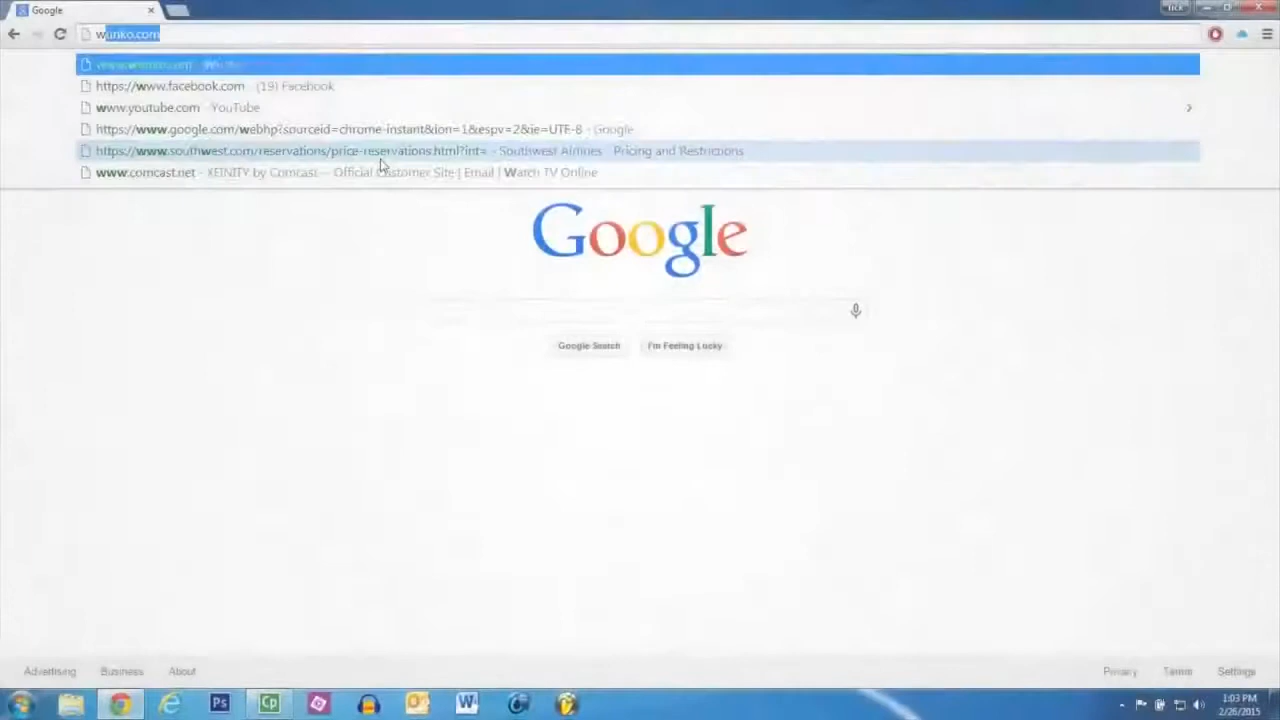 Google
Tick
wunko.com
https://www.facebook.com - (19) Facebook
www.youtube.com - YouTube
https://www.google.com/webhp?sourceid=chrome-instant&ion=1&espv=2&ie=UTF-8 - Google
https://www.southwest.com/reservations/price-reservations.html?int= - Southwest Airlines - Pricing and Restrictions
www.comcast.net - XFINITY by Comcast - Official Customer Site | Email | Watch TV Online
Google
Google Search
I'm Feeling Lucky
Advertising Business About
Privacy Terms Settings
Ps Cp W
1:03 PM
2/26/2015